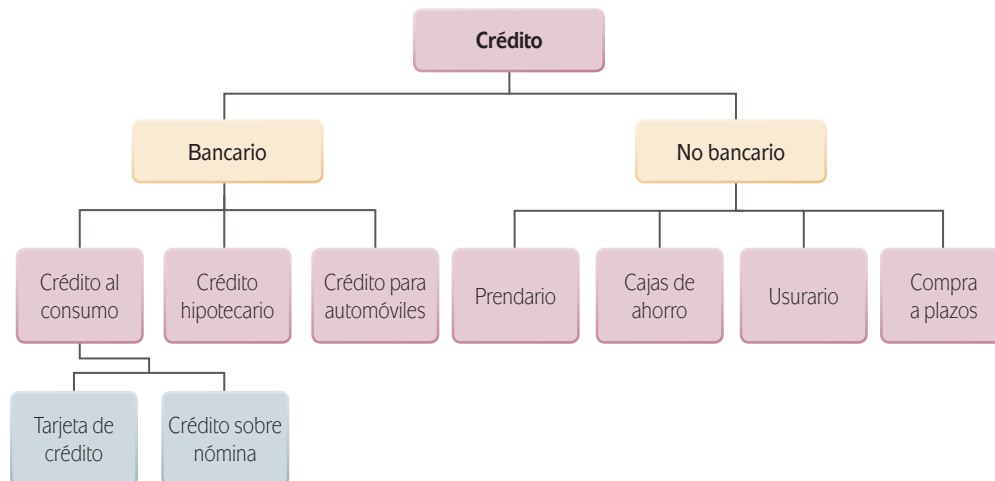 Crédito
Bancario
No bancario
Crédito al
consumo
Crédito
hipotecario
Crédito para
automóviles
Prendario
Cajas de
ahorro
Usurario
Compra
a plazos
Tarjeta de
crédito
Crédito sobre
nómina